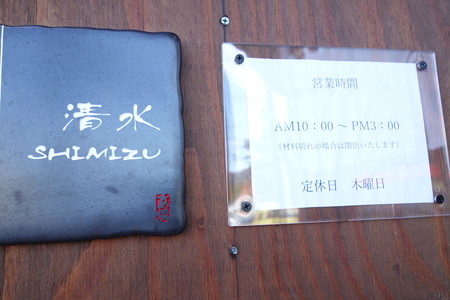 清水
SHIMIZU
営業時間
AM10:00 ~ PM3:00
(材料切れの場合は閉店いたします)
定休日 木曜日